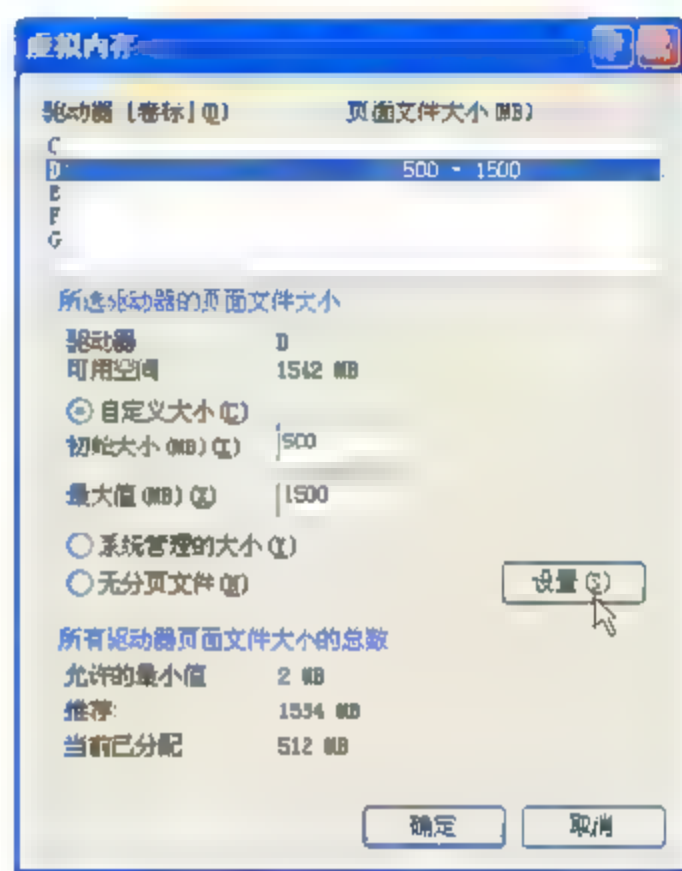 虚拟内存
驱动器 [卷标](D) 页面文件大小(MB)
C
D: 500 - 1500
E
F
G
所选驱动器的页面文件大小
驱动器 D
可用空间 1542 MB
自定义大小(C)
初始大小(MB)(I) 500
最大值(MB)(X) 1500
系统管理的大小(Y)
无分页文件(N) 设置(S)
所有驱动器页面文件大小的总数
允许的最小值 2 MB
推荐: 1534 MB
当前已分配 512 MB
确定 取消